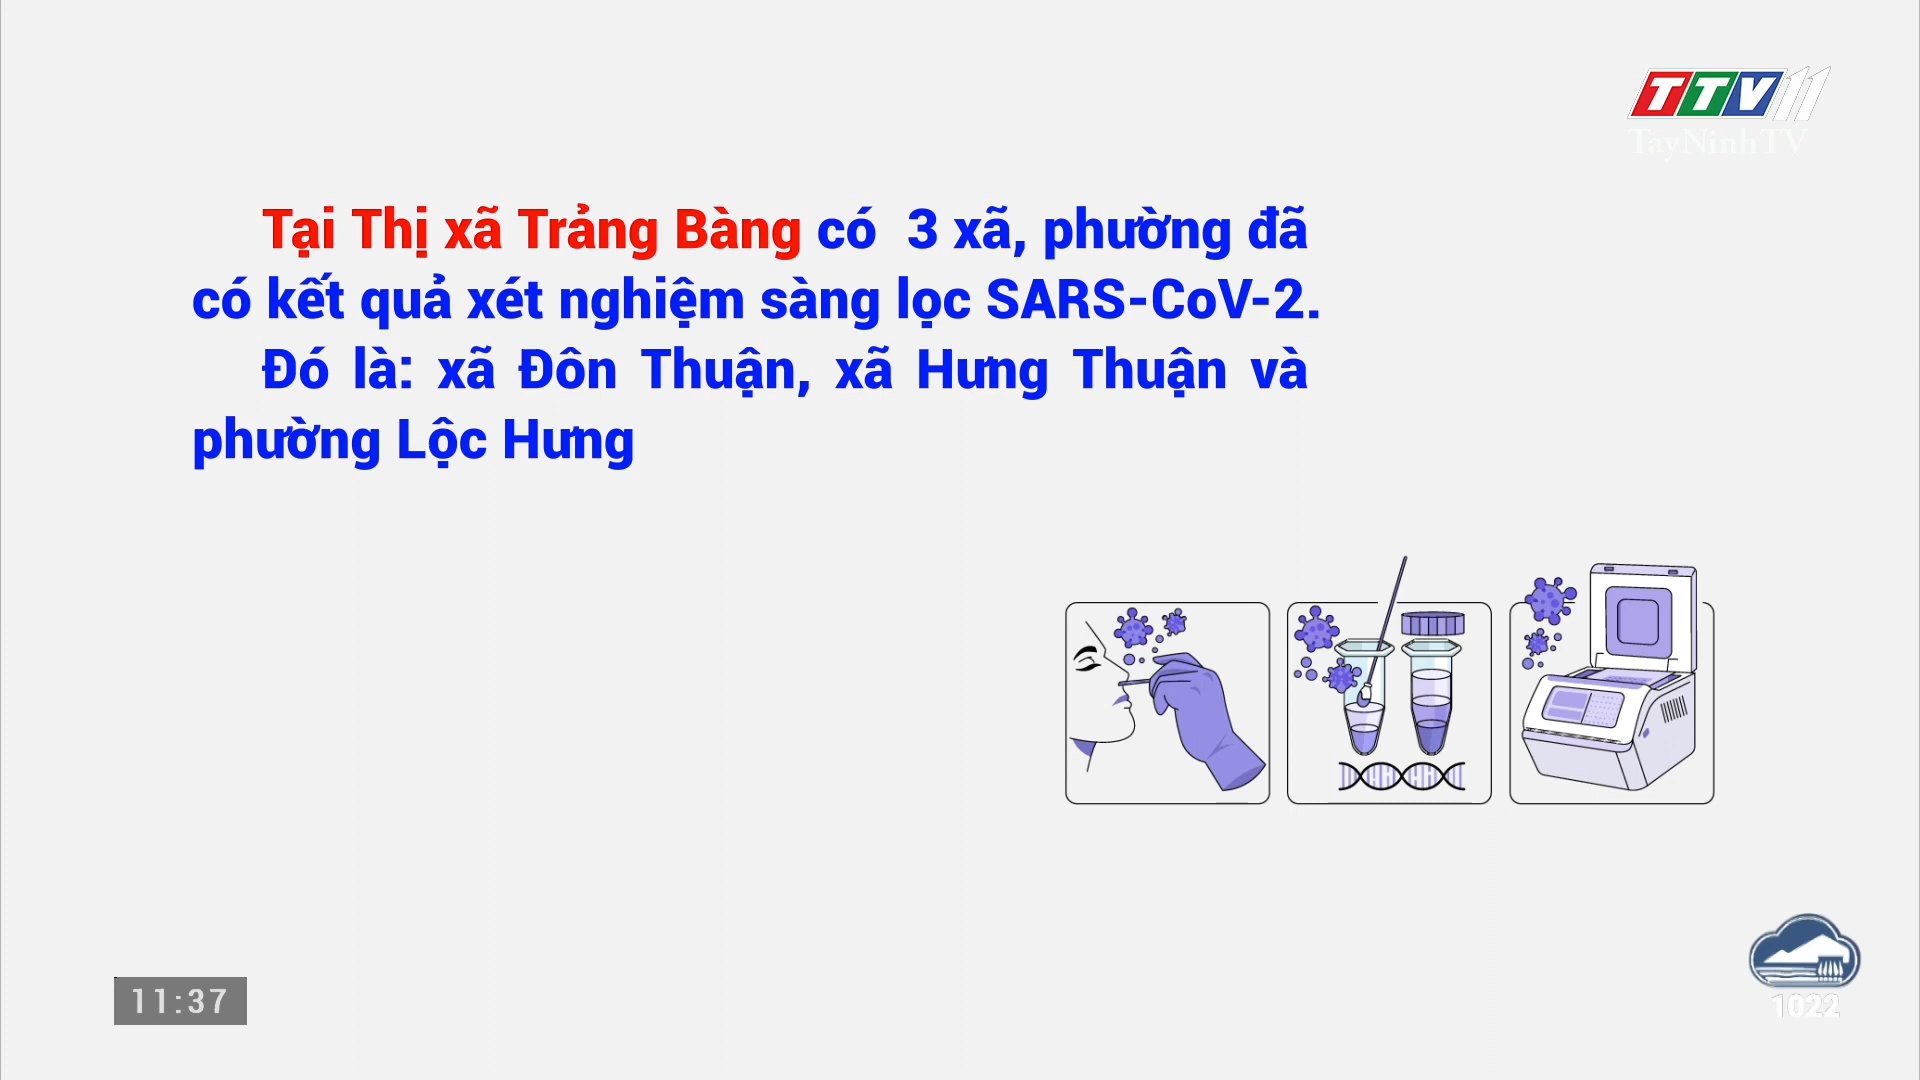 TTV11
TayNinhTV
Tại Thị xã Trảng Bàng có 3 xã, phường đã
có kết quả xét nghiệm sàng lọc SARS-CoV-2.
Đó là: xã Đôn Thuận, xã Hưng Thuận và
phường Lộc Hưng
11:37
1022